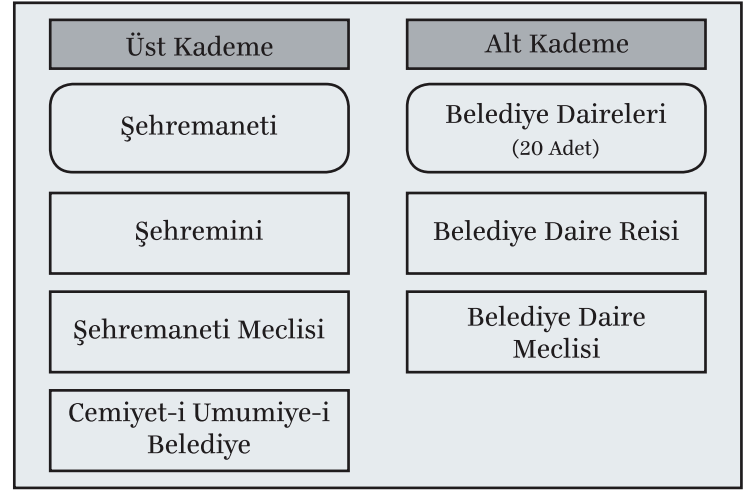 Üst Kademe
Şehremaneti
Şehremini
Şehremaneti Meclisi
Cemiyet-i Umumiye-i
Belediye
Alt Kademe
Belediye Daireleri
(20 Adet)
Belediye Daire Reisi
Belediye Daire
Meclisi